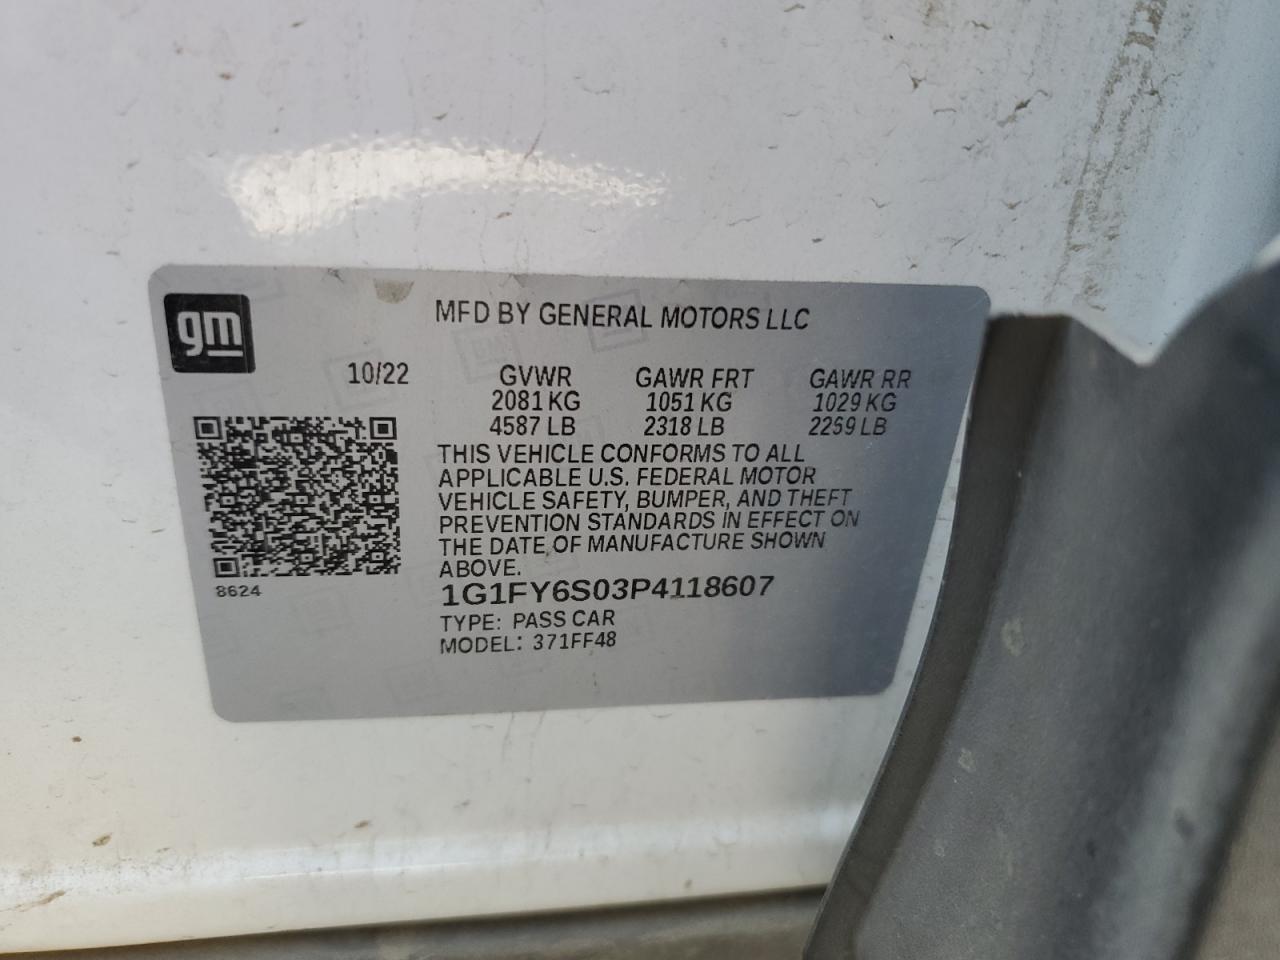 gm
MFD BY GENERAL MOTORS LLC
10/22 GVWR GAWR FRT GAWR RR
2081 KG 1051 KG 1029 KG
4587 LB 2318 LB 2269 LB
THIS VEHICLE CONFORMS TO ALL
APPLICABLE U.S. FEDERAL MOTOR
VEHICLE SAFETY, BUMPER, AND THEFT
PREVENTION STANDARDS IN EFFECT ON
THE DATE OF MANUFACTURE SHOWN
ABOVE.
8624
1G1FY6S03P4118607
TYPE: PASS CAR
MODEL: 371FF48